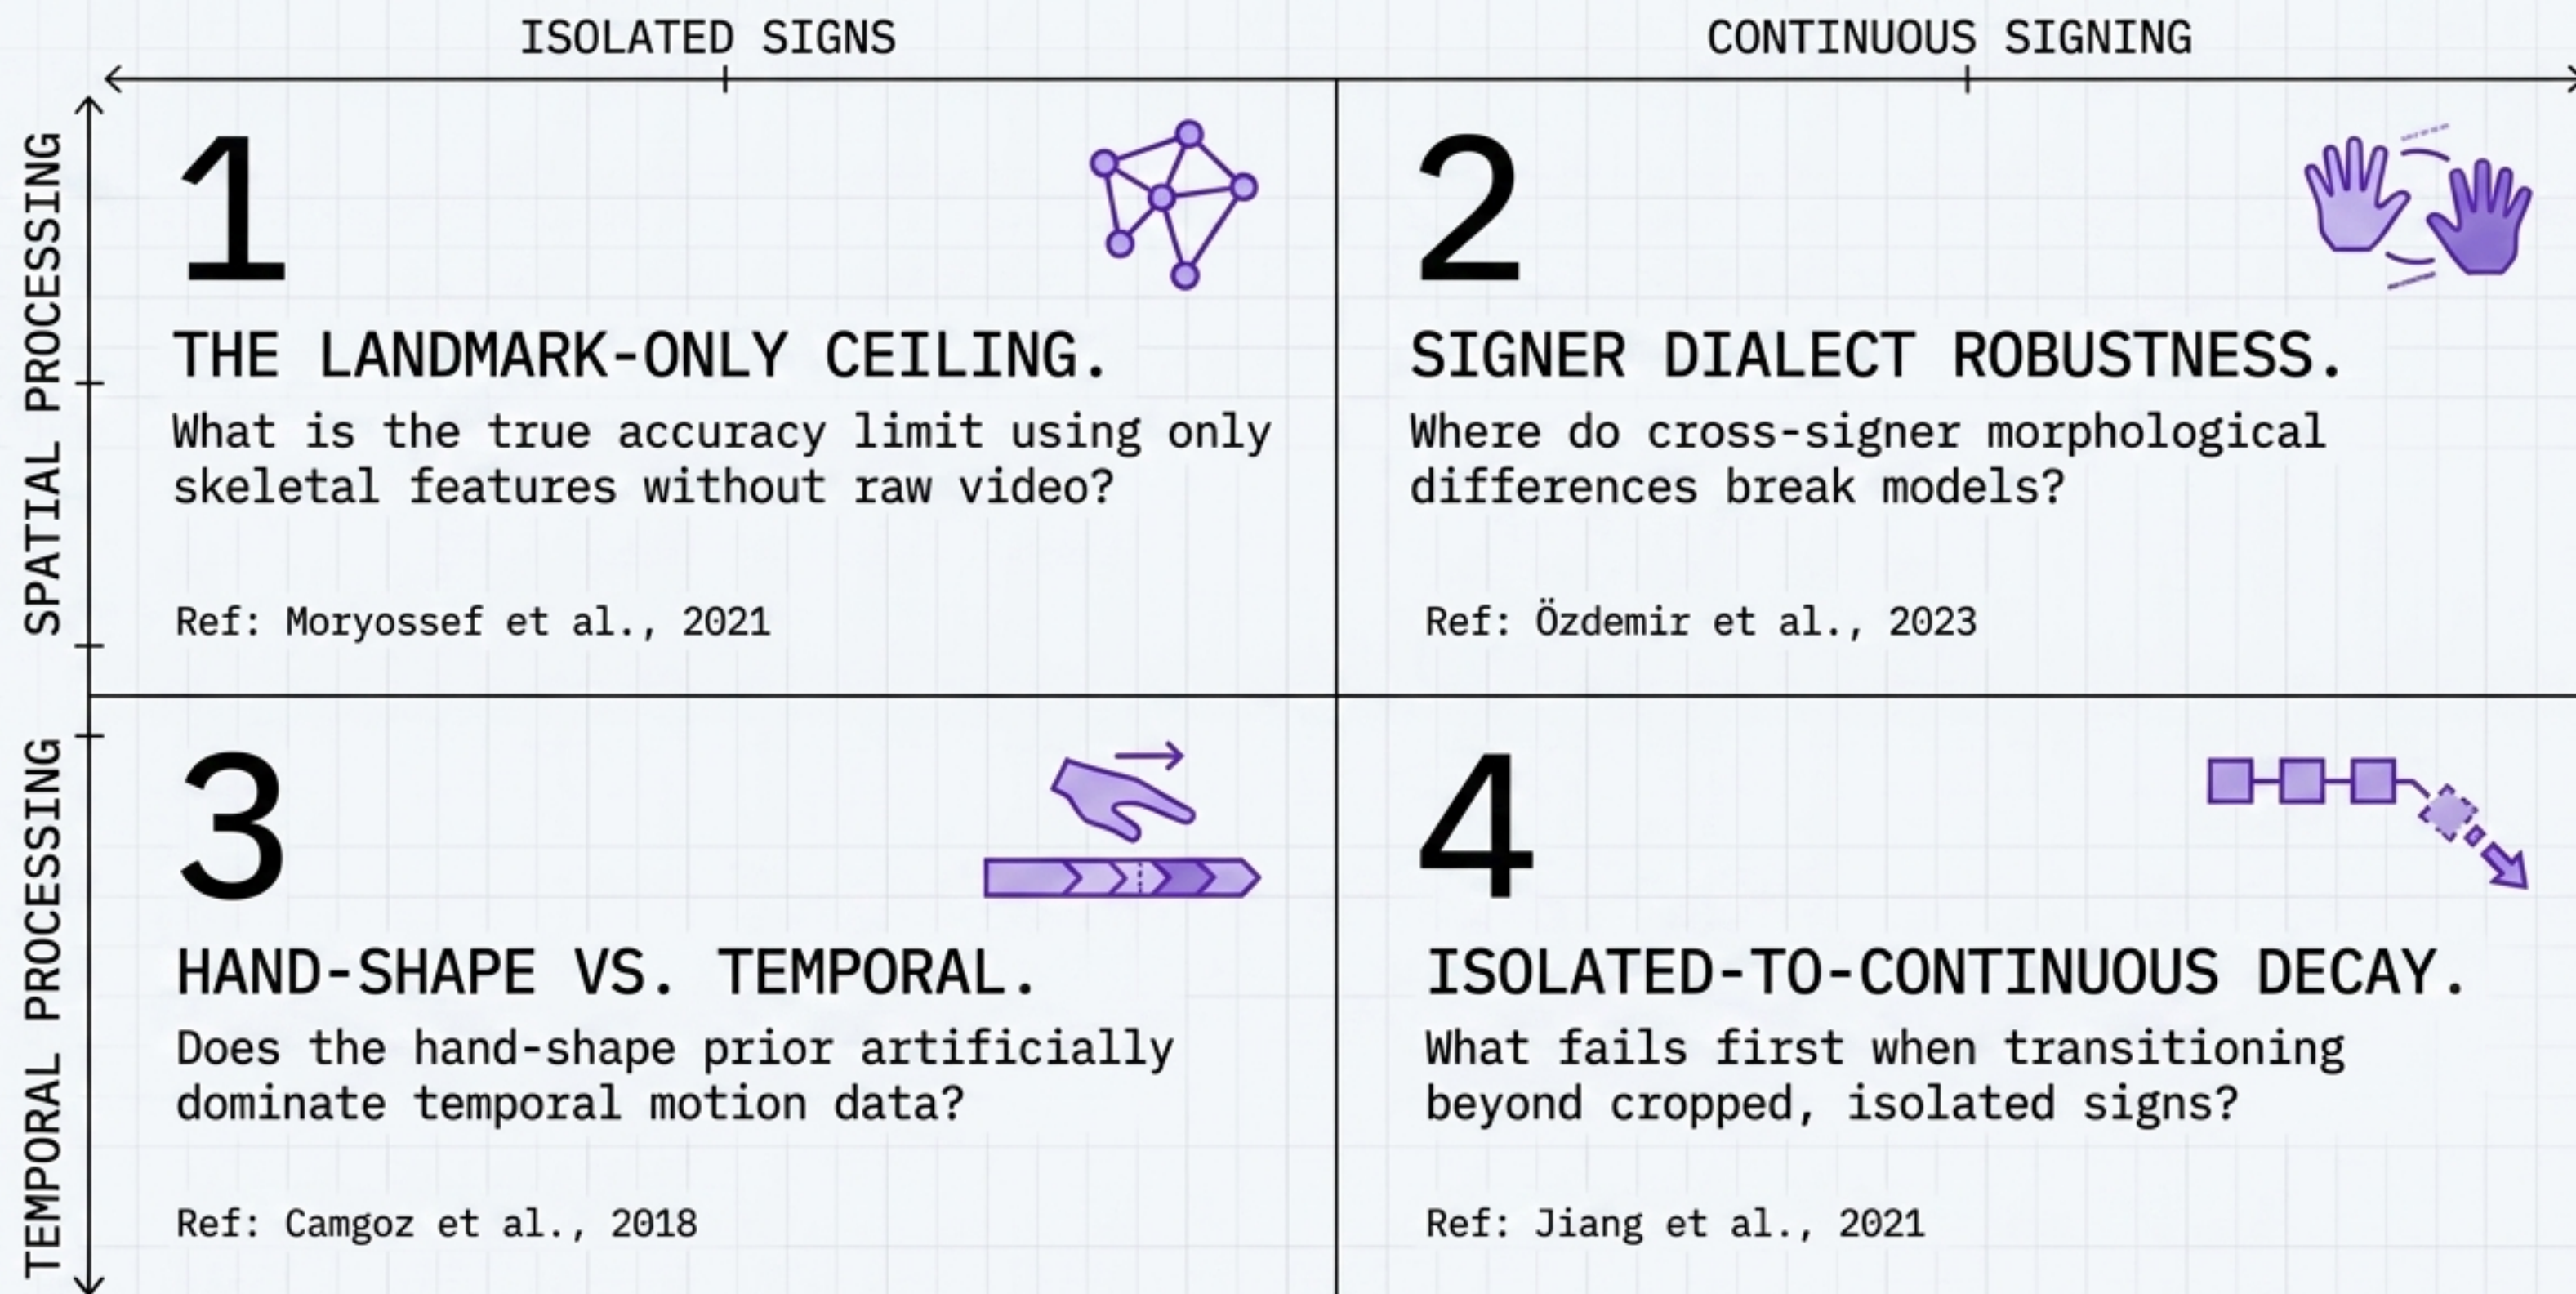 ISOLATED SIGNS
CONTINUOUS SIGNING
SPATIAL PROCESSING
1
THE LANDMARK-ONLY CEILING.
What is the true accuracy limit using only
skeletal features without raw video?
Ref: Moryossef et al., 2021
2
SIGNER DIALECT ROBUSTNESS.
Where do cross-signer morphological
differences break models?
Ref: Özdemir et al., 2023
TEMPORAL PROCESSING
3
HAND-SHAPE VS. TEMPORAL.
Does the hand-shape prior artificially
dominate temporal motion data?
Ref: Camgoz et al., 2018
4
ISOLATED-TO-CONTINUOUS DECAY.
What fails first when transitioning
beyond cropped, isolated signs?
Ref: Jiang et al., 2021